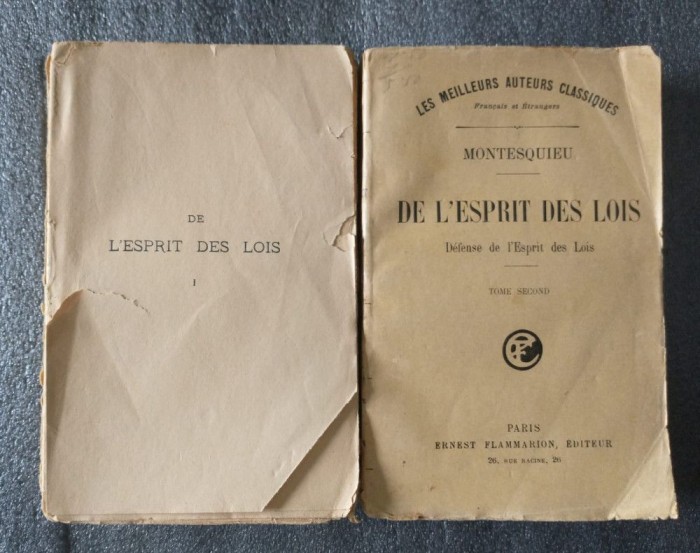 DE
L'ESPRIT DES LOIS
I
LES MEILLEURS AUTEURS CLASSIQUES
Français et Étrangers
MONTESQUIEU
DE L'ESPRIT DES LOIS
Défense de l'Esprit des Lois
TOME SECOND
PARIS
ERNEST FLAMMARION, ÉDITEUR
26, RUE RACINE, 26